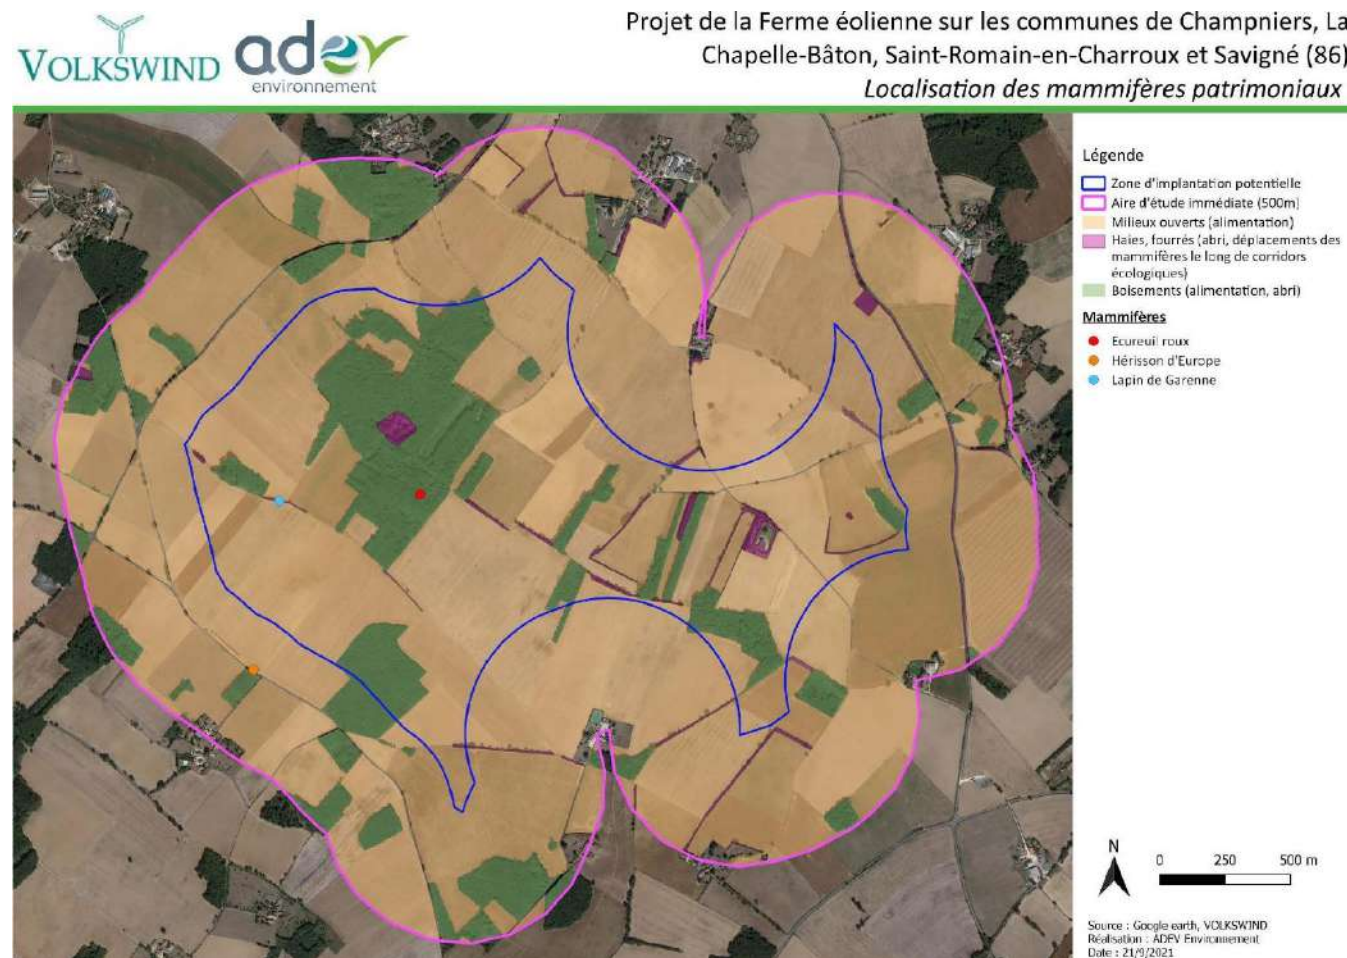 VOLKSWIND
adev
environnement
Projet de la Ferme éolienne sur les communes de Champniers, La
Chapelle-Bâton, Saint-Romain-en-Charroux et Savigné (86)
Localisation des mammifères patrimoniaux
Légende
Zone d'implantation potentielle
Aire d'étude immédiate (500m)
Milieux ouverts (alimentation)
Haies, fourrés (abri, déplacements des
mammifères le long de corridors
écologiques)
Boisements (alimentation, abri)
Mammifères
Ecureuil roux
Hérisson d'Europe
Lapin de Garenne
N
0 250 500 m
Source : Google earth, VOLKSWIND
Réalisation : ADEV Environnement
Date : 21/9/2021